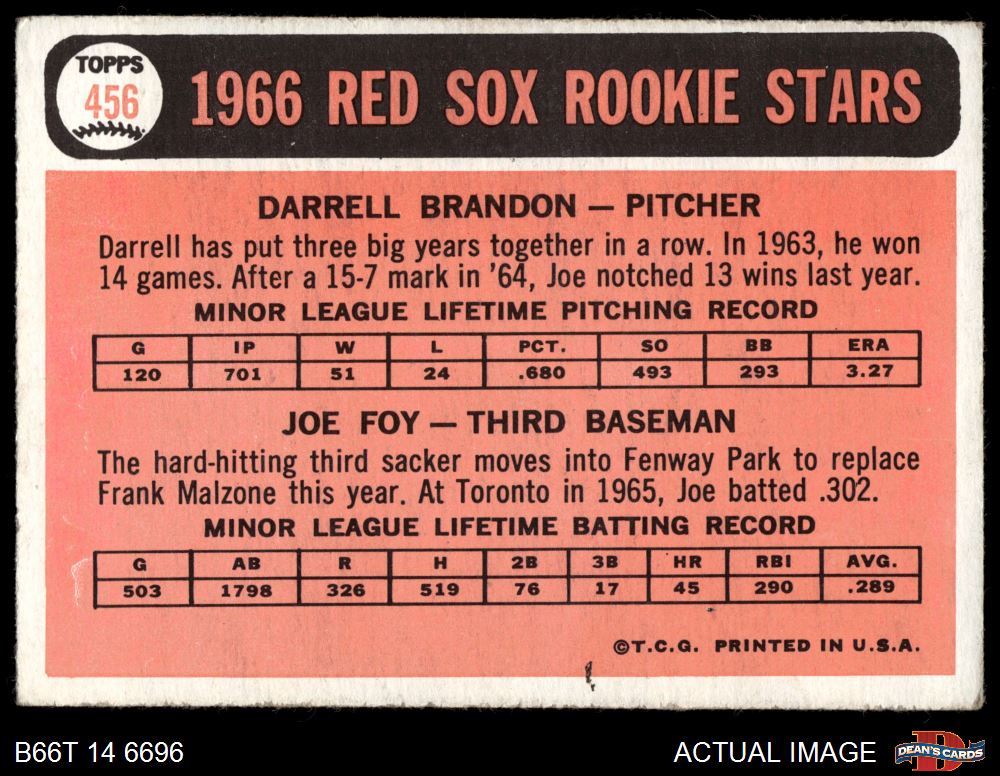 TOPPS
456
1966 RED SOX ROOKIE STARS
DARRELL BRANDON — PITCHER
Darrell has put three big years together in a row. In 1963, he won
14 games. After a 15-7 mark in '64, Joe notched 13 wins last year.
MINOR LEAGUE LIFETIME PITCHING RECORD
G IP W L PCT. SO BB ERA
120 701 51 24 .680 493 293 3.27
JOE FOY — THIRD BASEMAN
The hard-hitting third sacker moves into Fenway Park to replace
Frank Malzone this year. At Toronto in 1965, Joe batted .302.
MINOR LEAGUE LIFETIME BATTING RECORD
G AB R H 2B 3B HR RBI AVG.
503 1798 326 519 76 17 45 290 .289
©T.C.G. PRINTED IN U.S.A.
B66T 14 6696 ACTUAL IMAGE DEAN'S CARDS